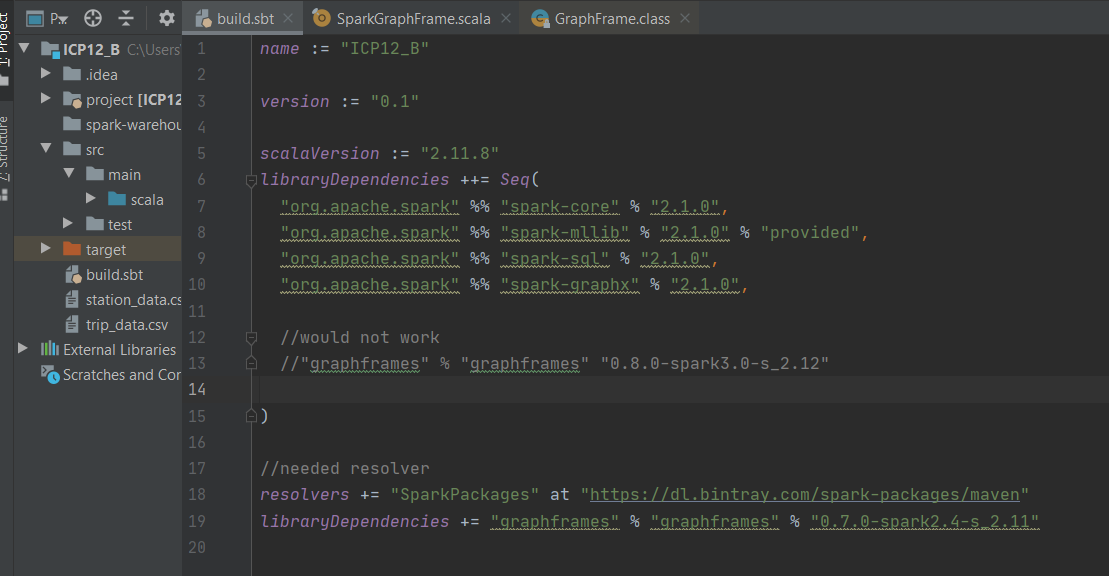 1: Project
Z: Structure
P...
build.sbt
SparkGraphFrame.scala
GraphFrame.class
ICP12_B C:\Users\
.idea
project [ICP12
spark-warehou
src
main
scala
test
target
build.sbt
station_data.cs
trip_data.csv
External Libraries
Scratches and Cor
1 name := "ICP12_B"
2
3 version := "0.1"
4
5 scalaVersion := "2.11.8"
6 libraryDependencies ++= Seq(
7 "org.apache.spark" %% "spark-core" % "2.1.0",
8 "org.apache.spark" %% "spark-mllib" % "2.1.0" % "provided",
9 "org.apache.spark" %% "spark-sql" % "2.1.0",
10 "org.apache.spark" %% "spark-graphx" % "2.1.0",
11
12 //would not work
13 //"graphframes" % "graphframes" "0.8.0-spark3.0-s_2.12"
14
15 )
16
17 //needed resolver
18 resolvers += "SparkPackages" at "https://dl.bintray.com/spark-packages/maven"
19 libraryDependencies += "graphframes" % "graphframes" % "0.7.0-spark2.4-s_2.11"
20